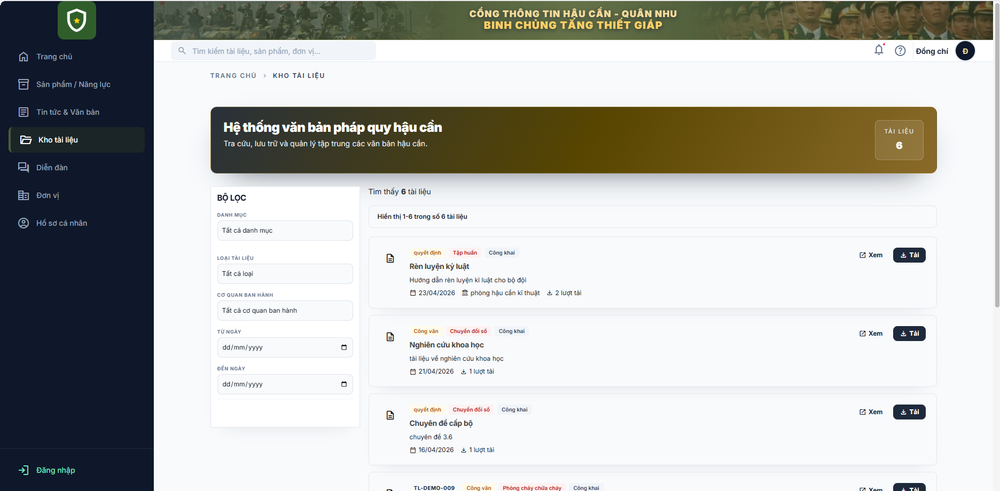 CỔNG THÔNG TIN HẬU CẦN - QUÂN NHU
BINH CHỦNG TĂNG THIẾT GIÁP
Trang chủ
Sản phẩm / Năng lực
Tin tức & Văn bản
Kho tài liệu
Diễn đàn
Đơn vị
Hồ sơ cá nhân
Đăng nhập
Tìm kiếm tài liệu, sản phẩm, đơn vị...
Đồng chí
Đ
TRANG CHỦ > KHO TÀI LIỆU
Hệ thống văn bản pháp quy hậu cần
Tra cứu, lưu trữ và quản lý tập trung các văn bản hậu cần.
TÀI LIỆU
6
BỘ LỌC
DANH MỤC
Tất cả danh mục
LOẠI TÀI LIỆU
Tất cả loại
CƠ QUAN BAN HÀNH
Tất cả cơ quan ban hành
TỪ NGÀY
dd/mm/yyyy
ĐẾN NGÀY
dd/mm/yyyy
Tìm thấy 6 tài liệu
Hiển thị 1-6 trong số 6 tài liệu
quyết định Tập huấn Công khai
Xem Tải
Rèn luyện kỷ luật
Hướng dẫn rèn luyện kỉ luật cho bộ đội
23/04/2026 phòng hậu cần kĩ thuật 2 lượt tải
Công văn Chuyển đổi số Công khai
Xem Tải
Nghiên cứu khoa học
tài liệu về nghiên cứu khoa học
21/04/2026 1 lượt tải
quyết định Chuyển đổi số Công khai
Xem Tải
Chuyên đề cấp bộ
chuyên đề 3.6
16/04/2026 1 lượt tải
TL-DEMO-009 Công văn Phòng cháy chữa cháy Công khai
Xem Tải